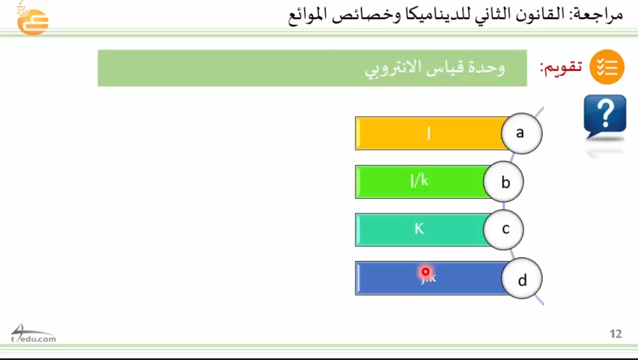 مراجعة: القانون الثاني للديناميكا وخصائص الموائع
تقويم:
وحدة قياس الانتروبي
?
a
J
b
J/k
c
K
d
12
t4edu.com